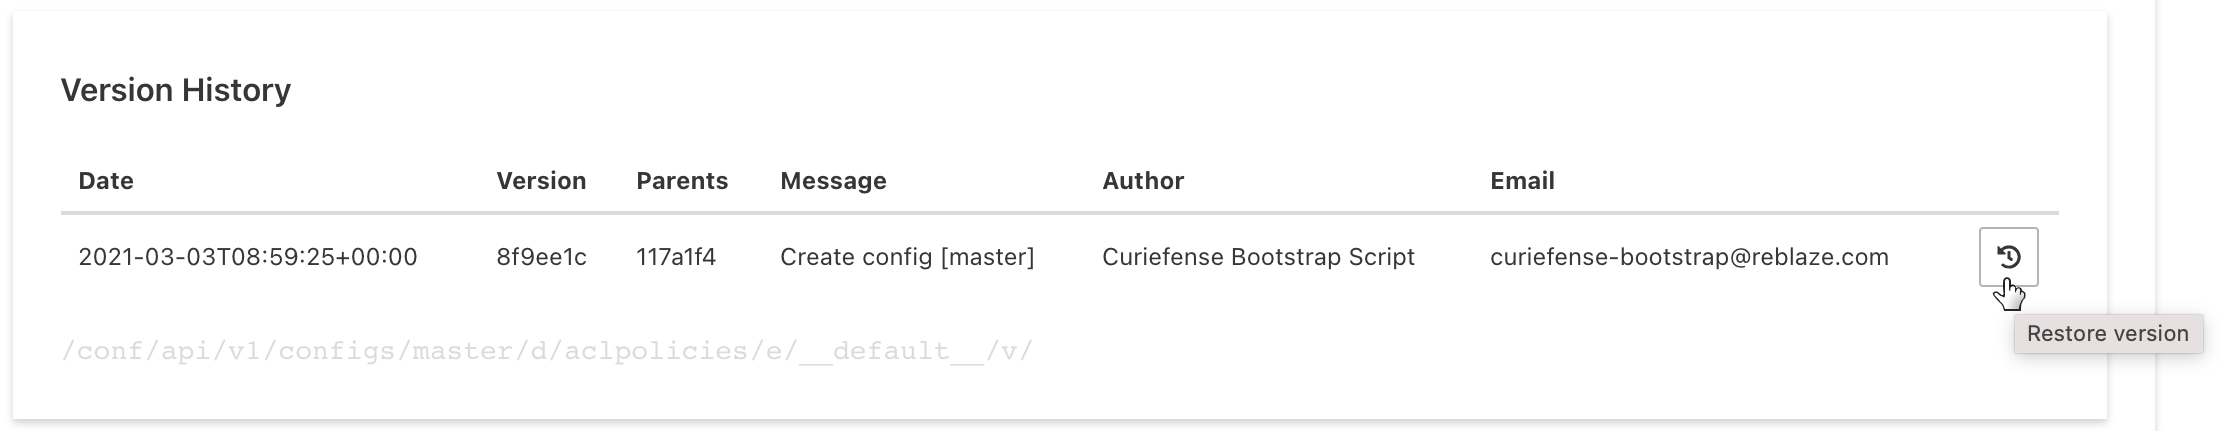 Version History
Date Version Parents Message Author Email
2021-03-03T08:59:25+00:00 8f9ee1c 117a1f4 Create config [master] Curiefense Bootstrap Script curiefense-bootstrap@reblaze.com
Restore version
/conf/api/v1/configs/master/d/aclpolicies/e/__default__/v/